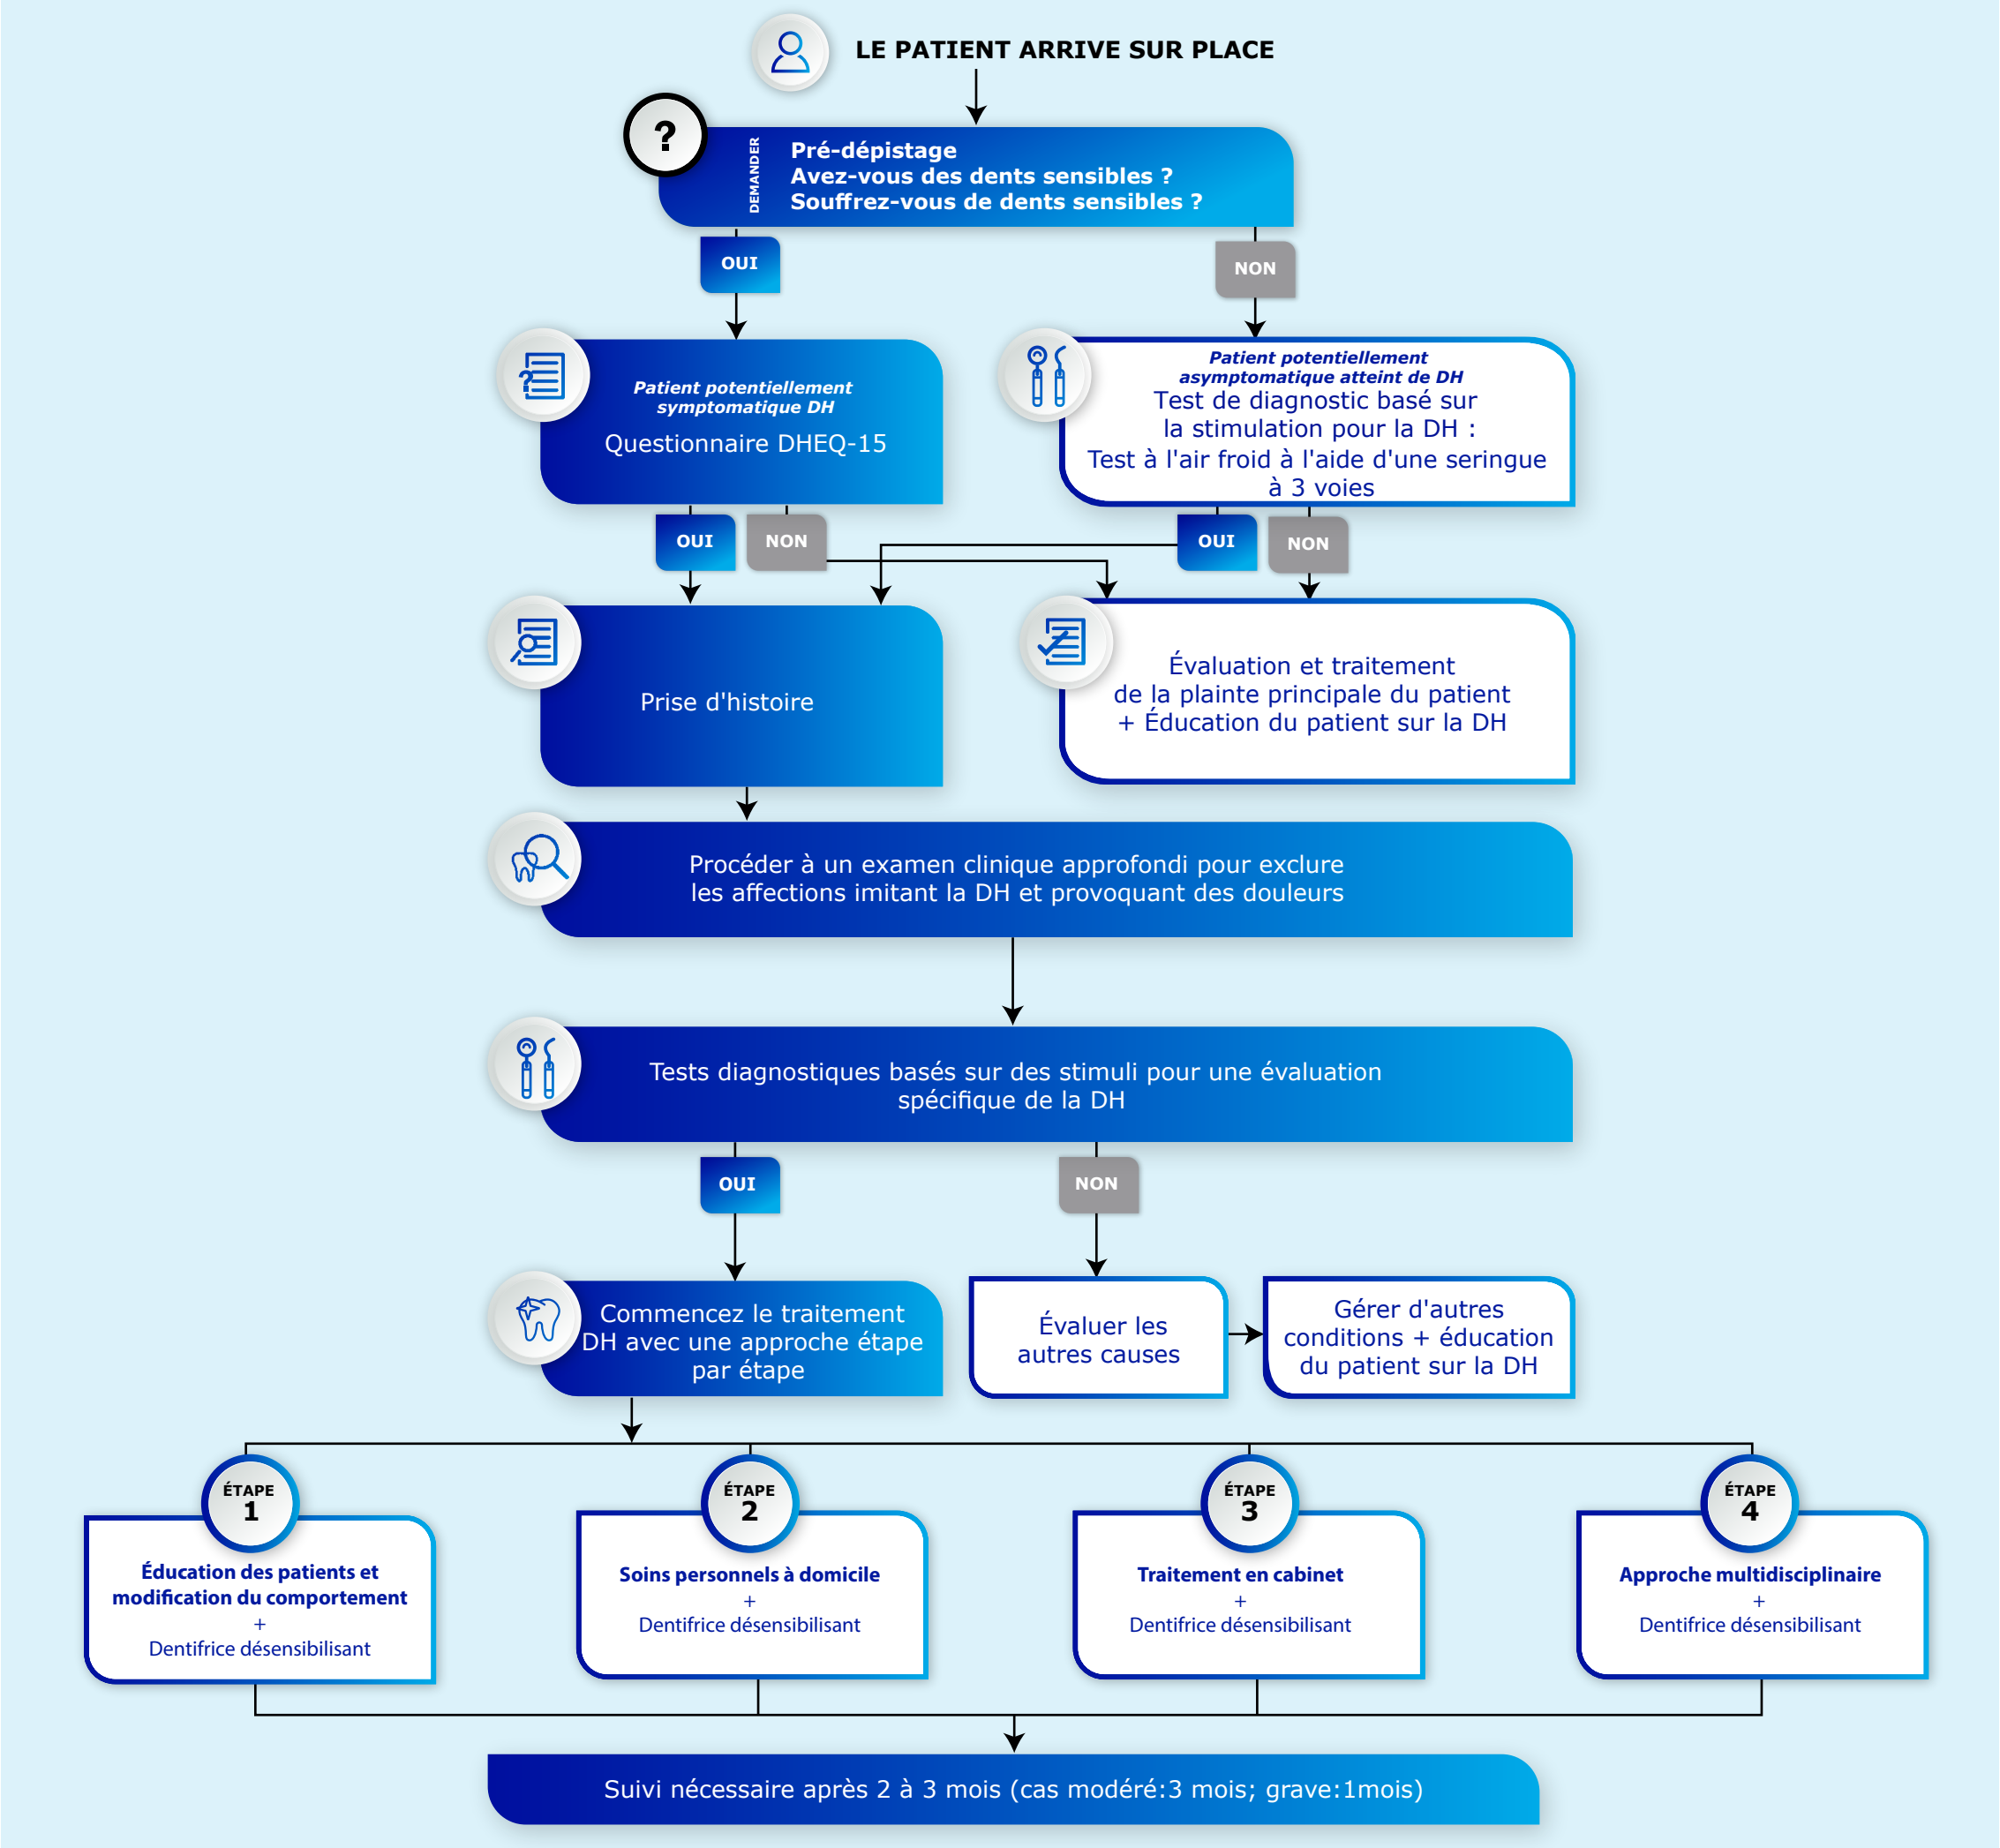 LE PATIENT ARRIVE SUR PLACE
?
DEMANDER
Pré-dépistage
Avez-vous des dents sensibles ?
Souffrez-vous de dents sensibles ?
OUI
NON
Patient potentiellement
symptomatique DH
Questionnaire DHEQ-15
Patient potentiellement
asymptomatique atteint de DH
Test de diagnostic basé sur
la stimulation pour la DH :
Test à l'air froid à l'aide d'une seringue
à 3 voies
OUI
NON
OUI
NON
Prise d'histoire
Évaluation et traitement
de la plainte principale du patient
+ Éducation du patient sur la DH
Procéder à un examen clinique approfondi pour exclure
les affections imitant la DH et provoquant des douleurs
Tests diagnostiques basés sur des stimuli pour une évaluation
spécifique de la DH
OUI
NON
Commencez le traitement
DH avec une approche étape
par étape
Évaluer les
autres causes
Gérer d'autres
conditions + éducation
du patient sur la DH
ÉTAPE
1
Éducation des patients et
modification du comportement
+
Dentifrice désensibilisant
ÉTAPE
2
Soins personnels à domicile
+
Dentifrice désensibilisant
ÉTAPE
3
Traitement en cabinet
+
Dentifrice désensibilisant
ÉTAPE
4
Approche multidisciplinaire
+
Dentifrice désensibilisant
Suivi nécessaire après 2 à 3 mois (cas modéré:3 mois; grave:1mois)